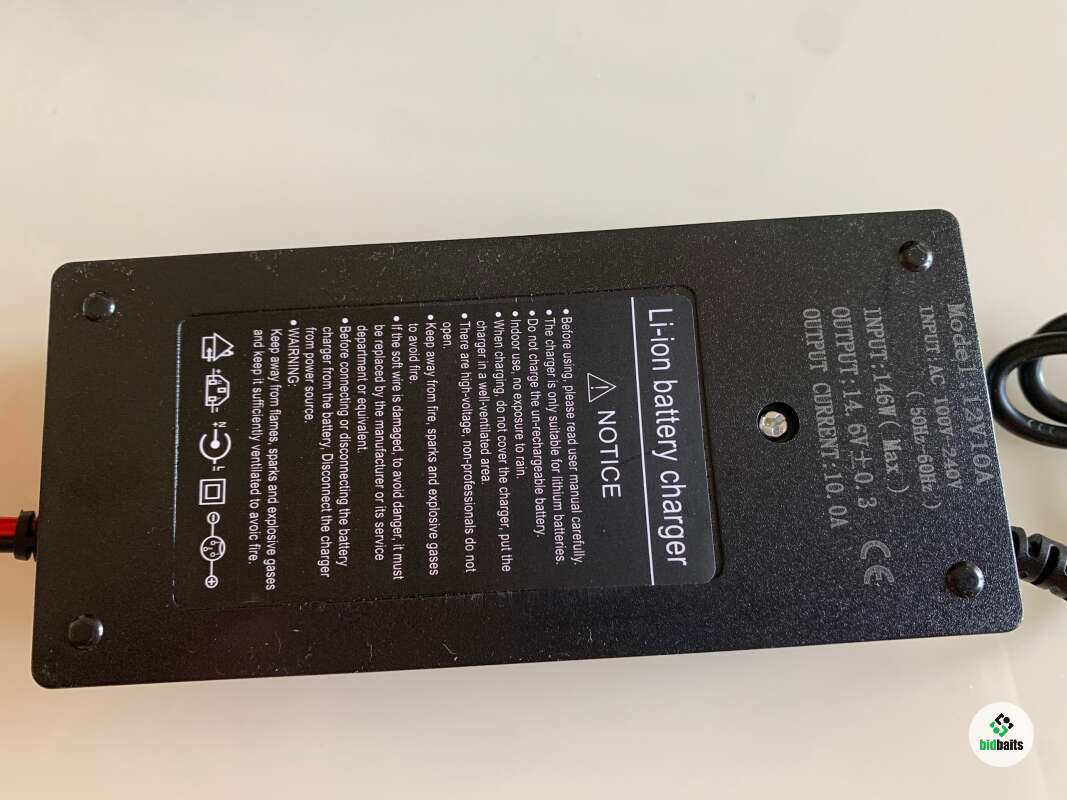 Model:12V10A
INPUT:AC 100V-240V
(50Hz-60Hz)
INPUT:146W(Max)
OUTPUT:14.6V±0.3
OUTPUT CURRENT:10.0A
CE
Li-ion battery charger
NOTICE
• Before using, please read user manual carefully.
• The charger is only suitable for lithium batteries.
• Do not charge the un-rechargeable battery.
• Indoor use, no exposure to rain.
• When charging, do not cover the charger, put the
charger in a well-ventilated area.
• There are high-voltage, non-professionals do not
open.
• Keep away from fire, sparks and explosive gases
to avoid fire.
• If the soft wire is damaged, to avoid danger, it must
be replaced by the manufacturer or its service
department or equivalent.
• Before connecting or disconnecting the battery
charger from the battery, Disconnect the charger
from power source.
• WAIRNING:
Keep away from flames, sparks and explosive gases
and keep it sufficiently ventilated to avoic fire.
N L
bidbaits